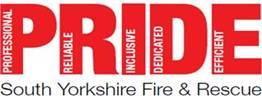 PRIDE
PROFESSIONAL
RELIABLE
INCLUSIVE
DEDICATED
EFFICIENT
South Yorkshire Fire & Rescue